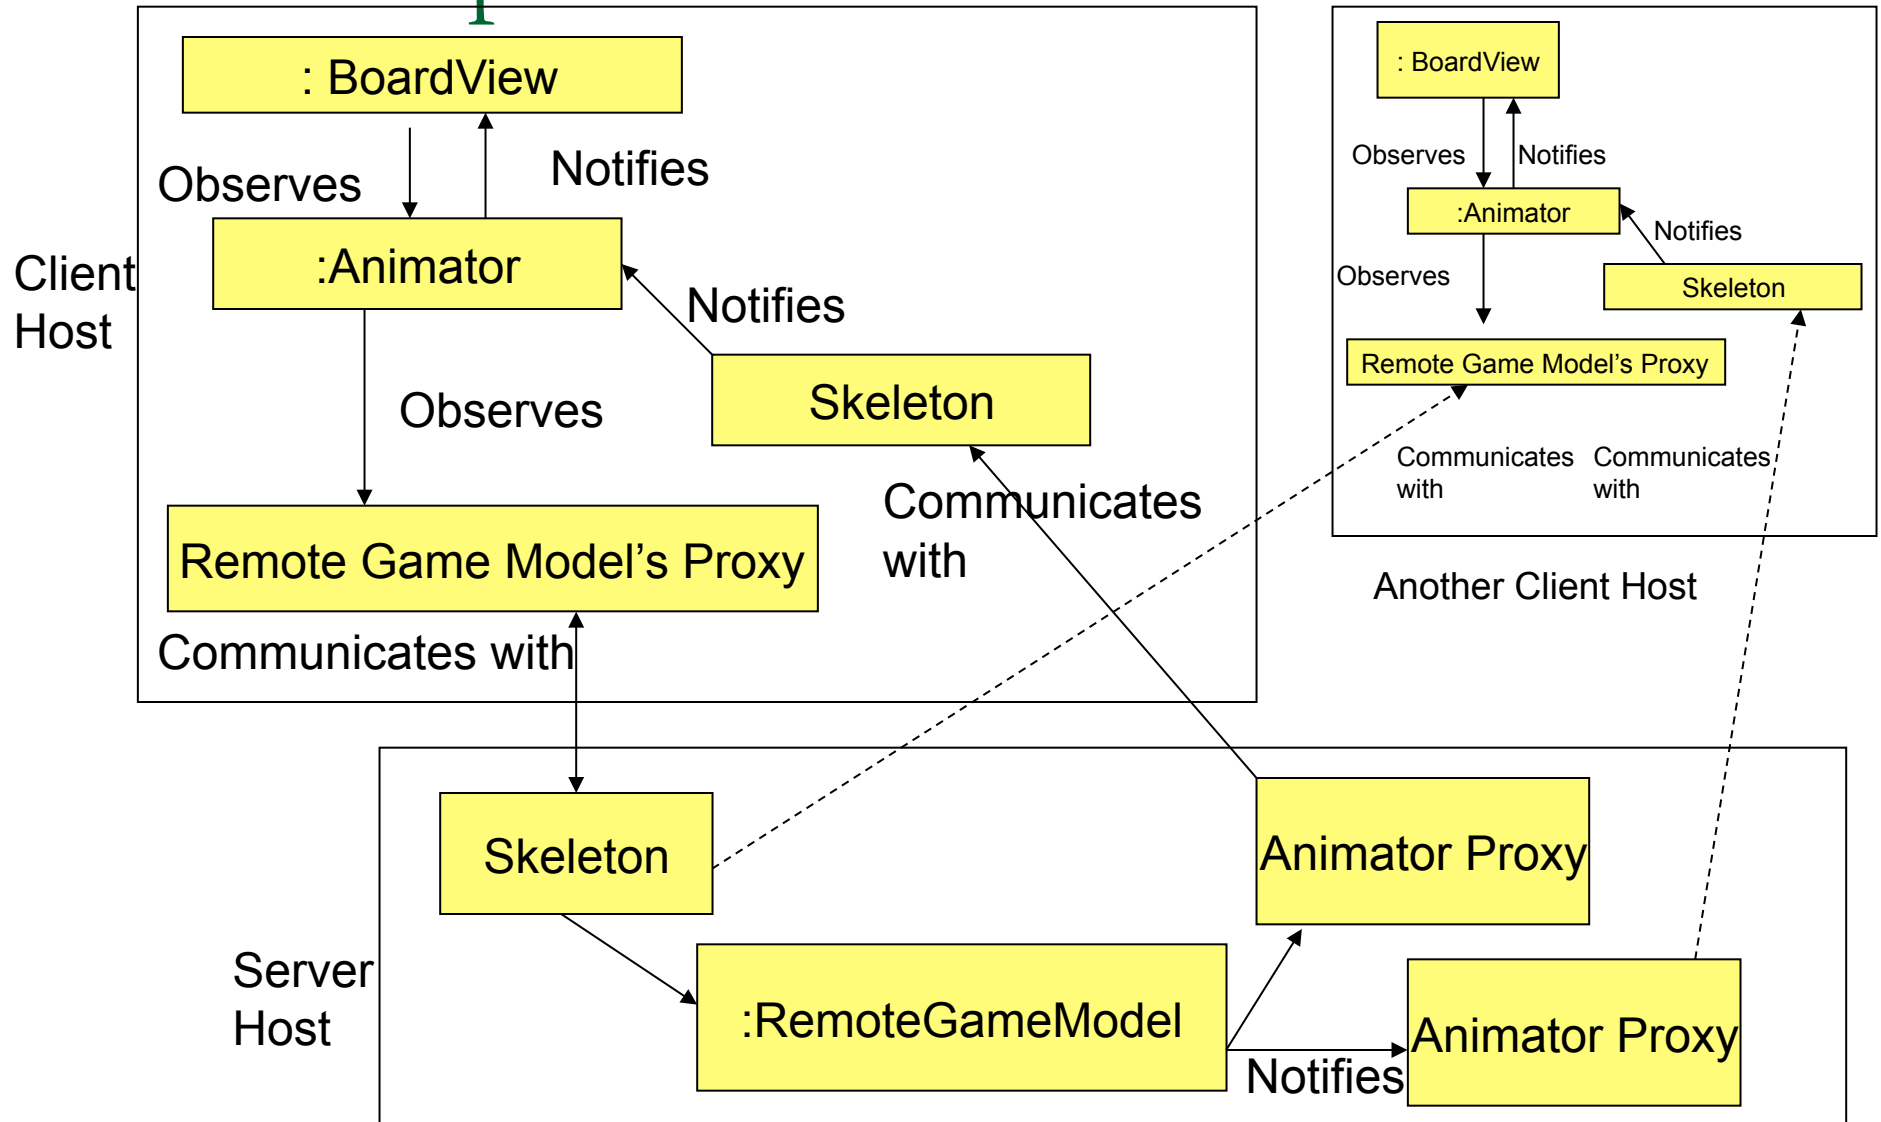 : BoardView
Observes
Notifies
:Animator
Client
Host
Notifies
Skeleton
Observes
Remote Game Model’s Proxy
Communicates
with
Communicates with
: BoardView
Observes
Notifies
:Animator
Notifies
Observes
Skeleton
Remote Game Model’s Proxy
Communicates
with
Communicates
with
Another Client Host
Skeleton
Animator Proxy
Server
Host
:RemoteGameModel
Notifies
Animator Proxy